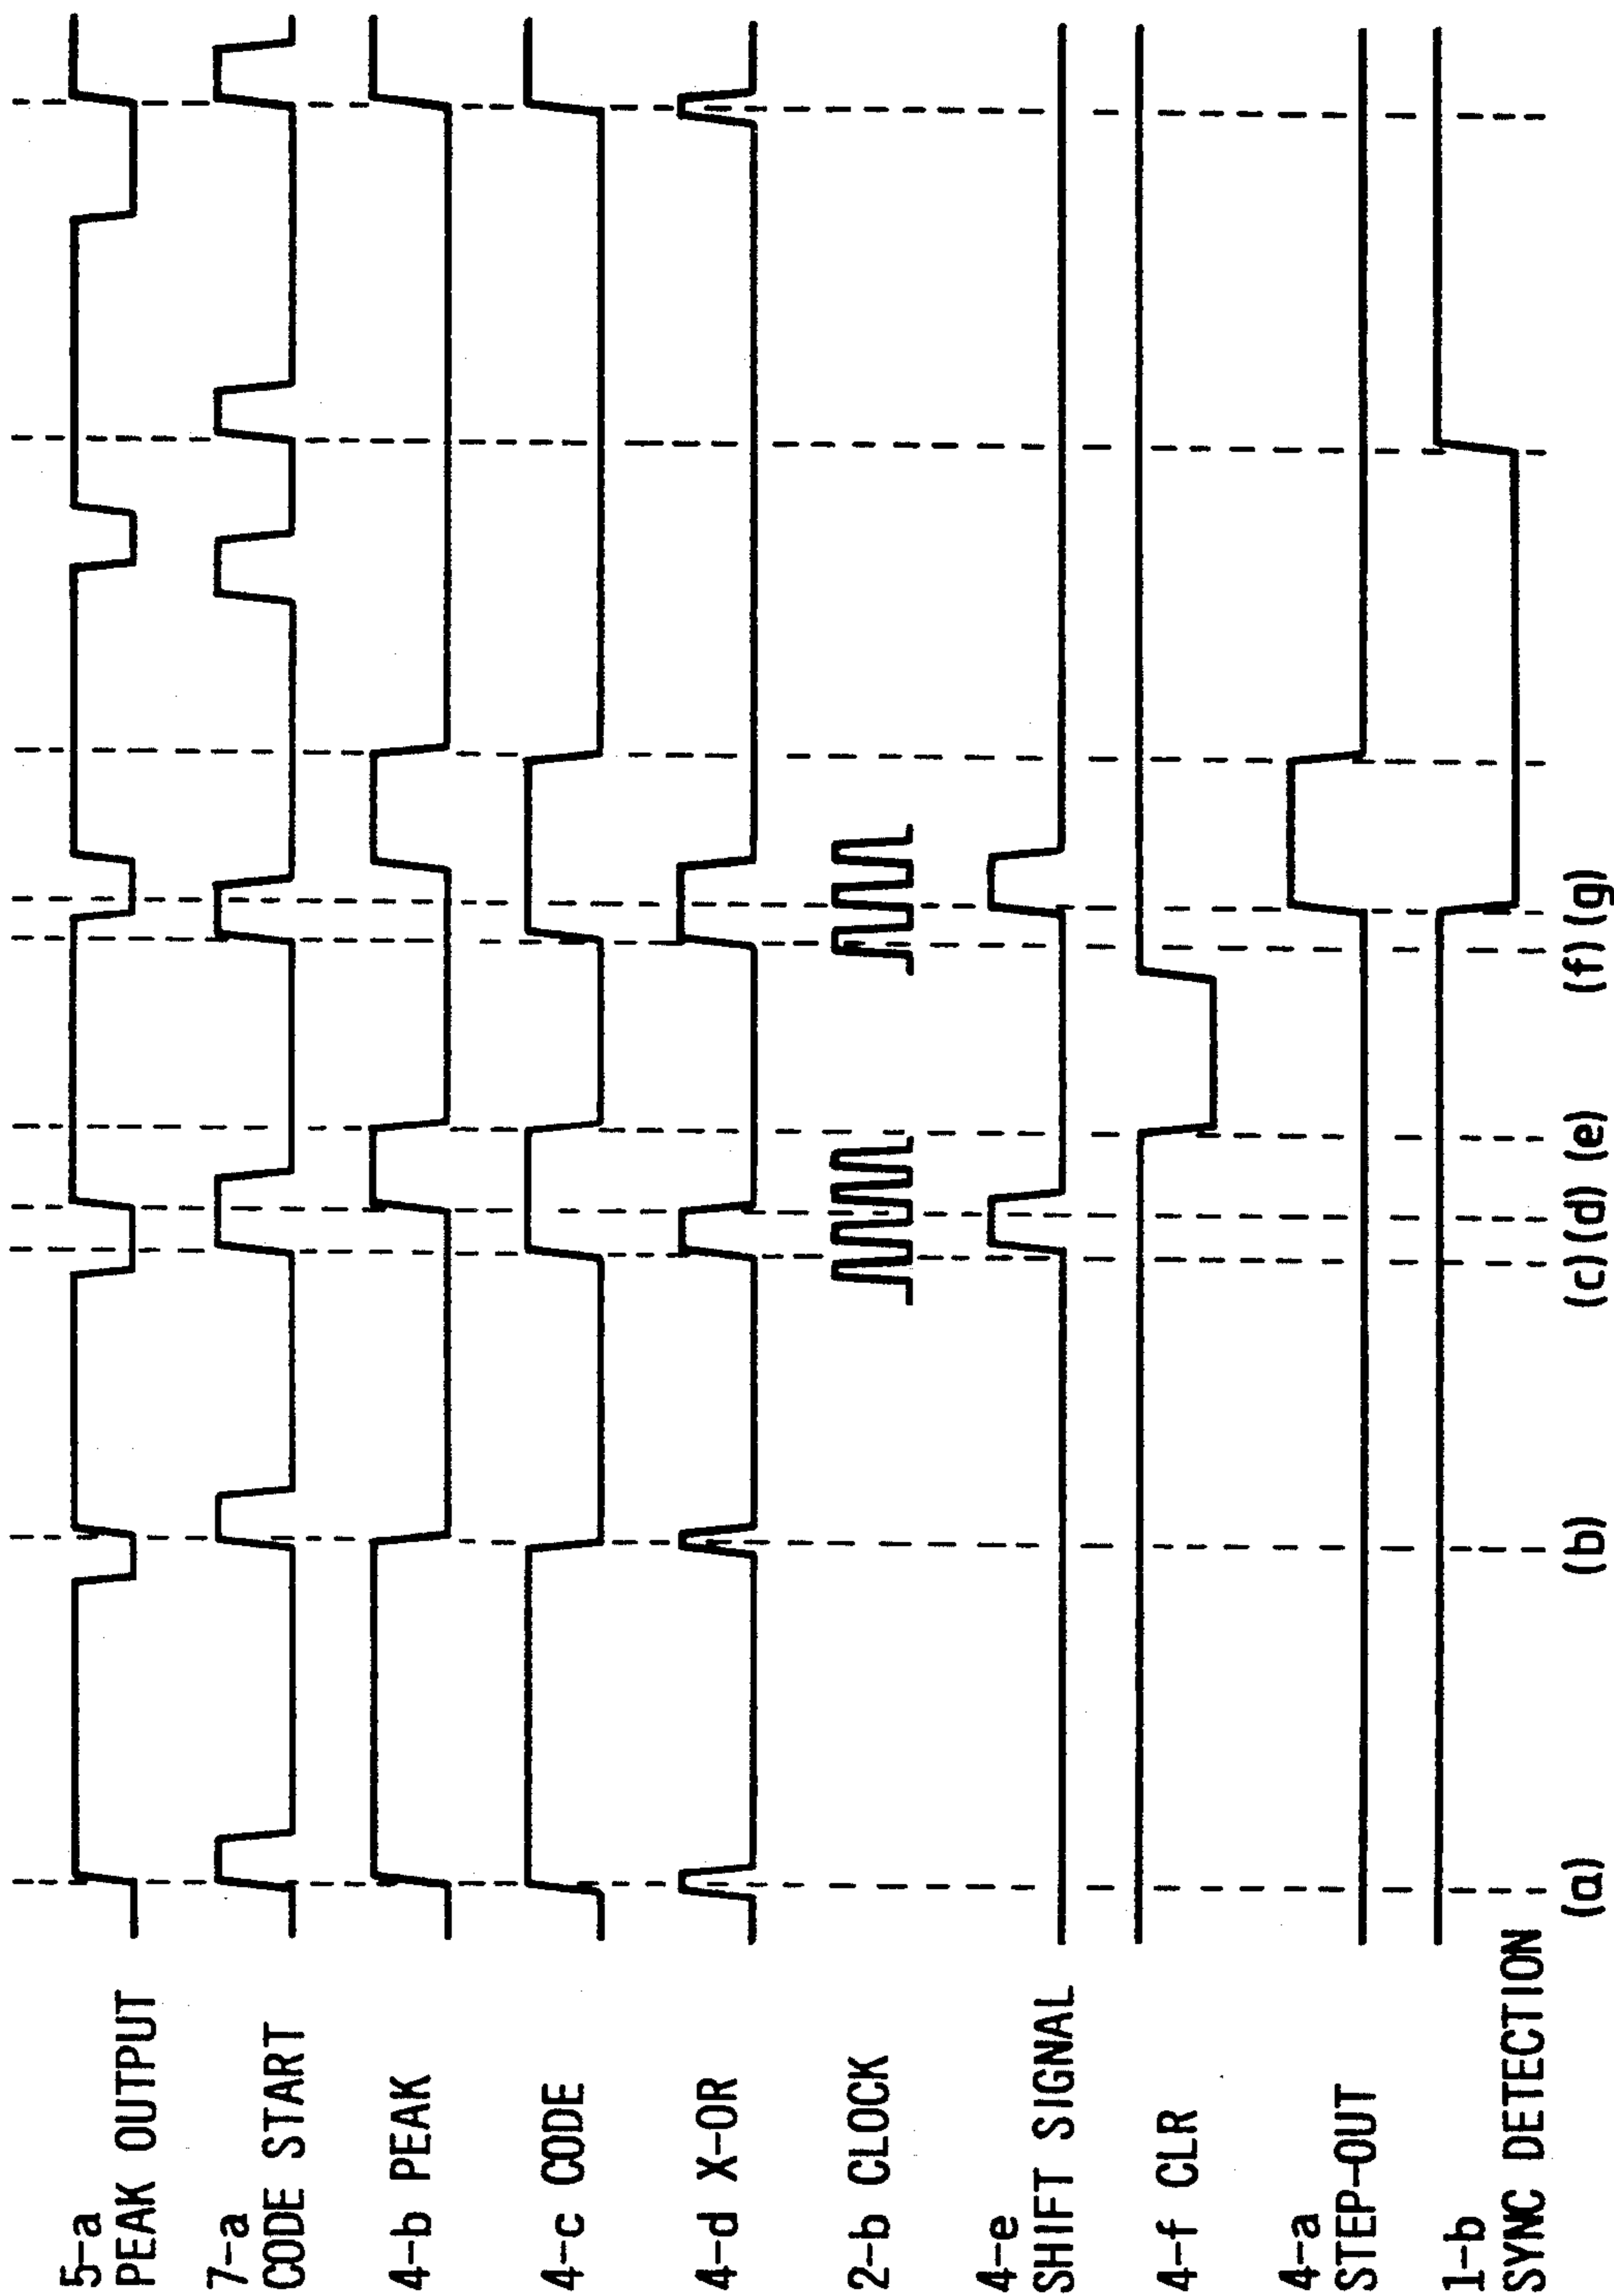 5-a
PEAK OUTPUT
7-a
CODE START
4-b PEAK
4-c CODE
4-d X-OR
2-b CLOCK
4-e
SHIFT SIGNAL
4-f CLR
4-a
STEP-OUT
1-b
SYNC DETECTION
(a) (b) (c) (d) (e) (f) (g)